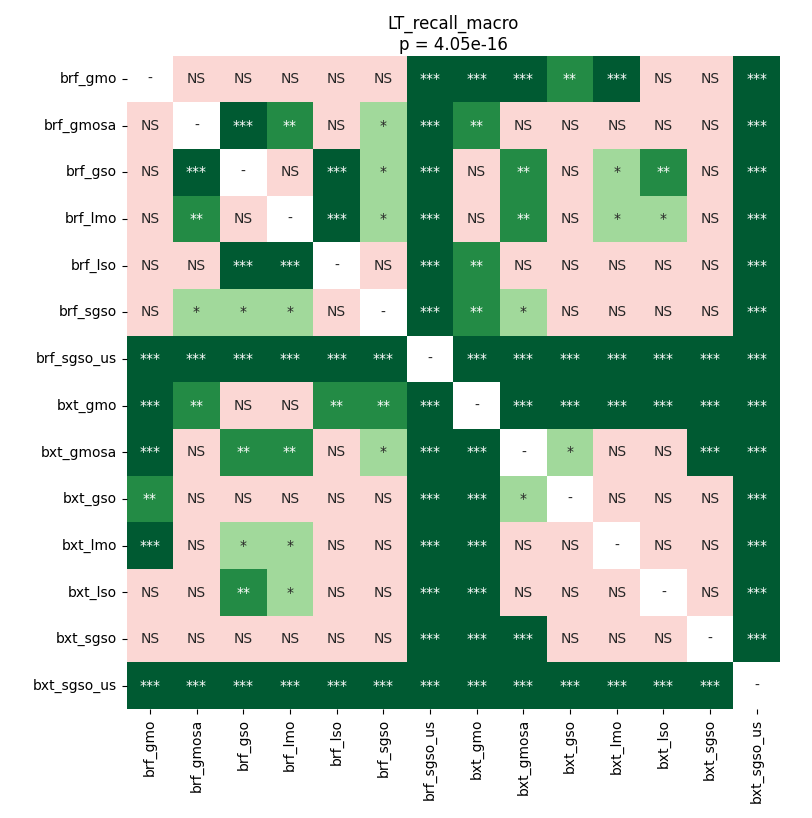 LT_recall_macro
p = 4.05e-16
brf_gmo - NS NS NS NS NS *** *** *** ** *** NS NS ***
brf_gmosa NS - *** ** NS * *** ** NS NS NS NS NS ***
brf_gso NS *** - NS *** * *** NS ** NS * ** NS ***
brf_lmo NS ** NS - *** * *** NS ** NS * * NS ***
brf_lso NS NS *** *** - NS *** ** NS NS NS NS NS ***
brf_sgso NS * * * NS - *** ** * NS NS NS NS ***
brf_sgso_us *** *** *** *** *** *** - *** *** *** *** *** *** ***
bxt_gmo *** ** NS NS ** ** *** - *** *** *** *** *** ***
bxt_gmosa *** NS ** ** NS * *** *** - * NS NS *** ***
bxt_gso ** NS NS NS NS NS *** *** * - NS NS NS ***
bxt_lmo *** NS * * NS NS *** *** NS NS - NS NS ***
bxt_lso NS NS ** * NS NS *** *** NS NS NS - NS ***
bxt_sgso NS NS NS NS NS NS *** *** *** NS NS NS - ***
bxt_sgso_us *** *** *** *** *** *** *** *** *** *** *** *** *** -
brf_gmo brf_gmosa brf_gso brf_lmo brf_lso brf_sgso brf_sgso_us bxt_gmo bxt_gmosa bxt_gso bxt_lmo bxt_lso bxt_sgso bxt_sgso_us